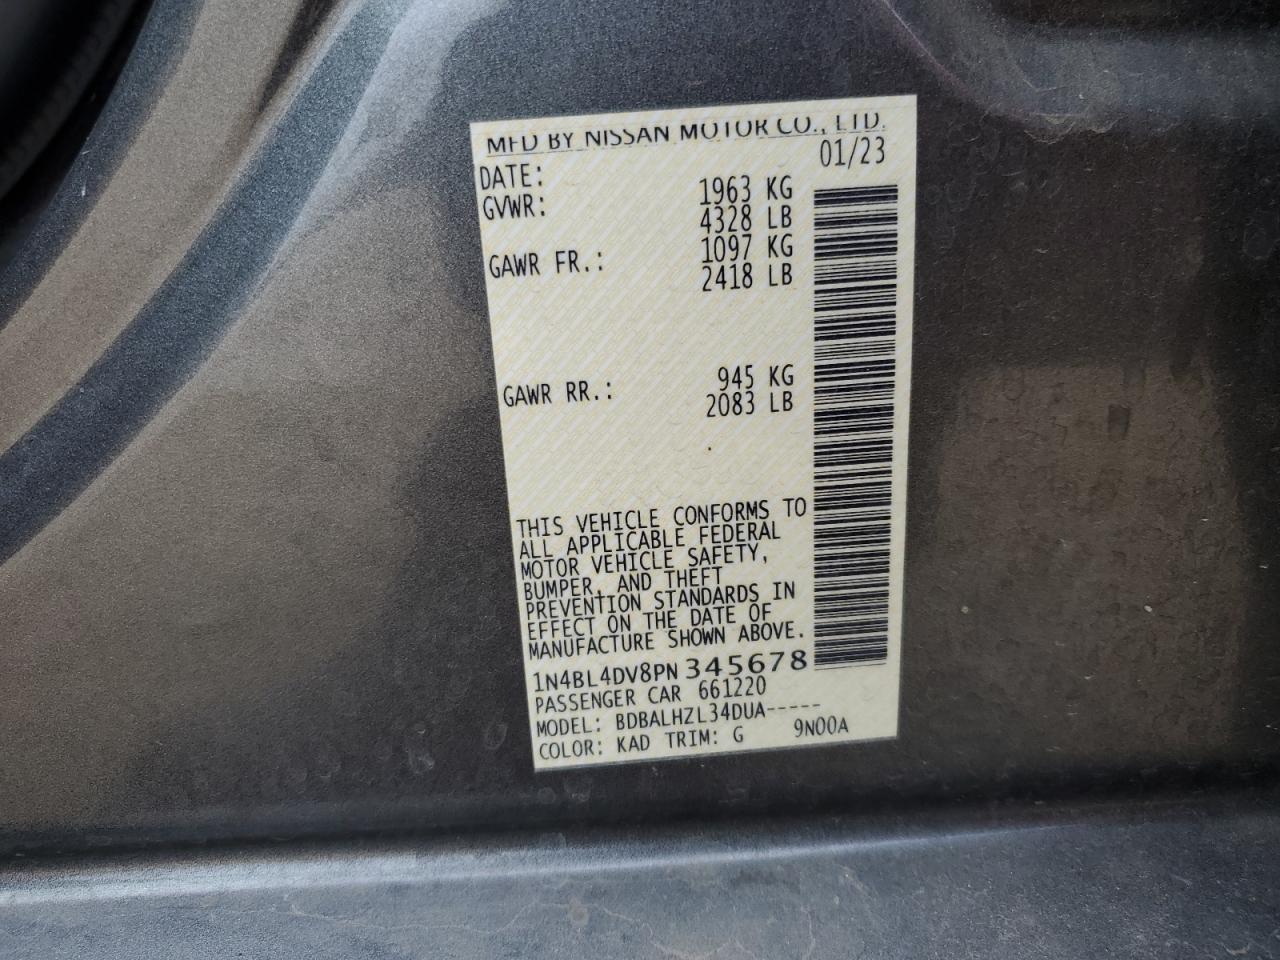 MFD BY NISSAN MOTOR CO., LTD.
DATE: 01/23
GVWR: 1963 KG
4328 LB
GAWR FR.: 1097 KG
2418 LB
GAWR RR.: 945 KG
2083 LB
THIS VEHICLE CONFORMS TO
ALL APPLICABLE FEDERAL
MOTOR VEHICLE SAFETY,
BUMPER, AND THEFT
PREVENTION STANDARDS IN
EFFECT ON THE DATE OF
MANUFACTURE SHOWN ABOVE.
1N4BL4DV8PN 345678
PASSENGER CAR 661220
MODEL: BDBALHZL34DUA-----
COLOR: KAD TRIM: G 9N00A